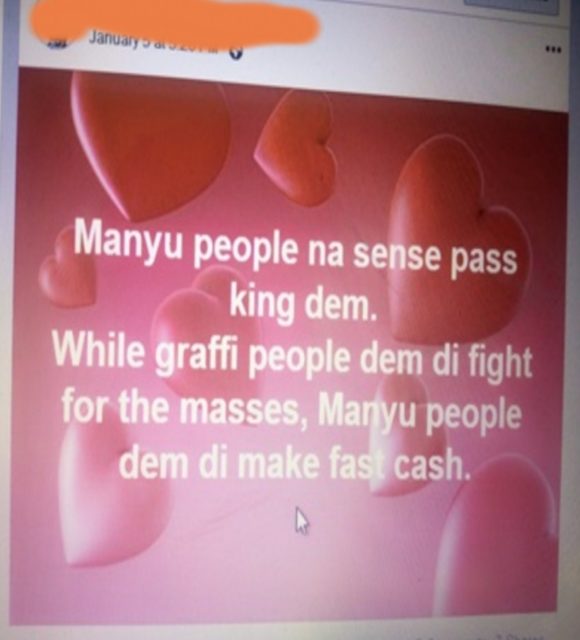 January 5 at
Manyu people na sense pass
king dem.
While graffi people dem di fight
for the masses, Manyu people
dem di make fast cash.